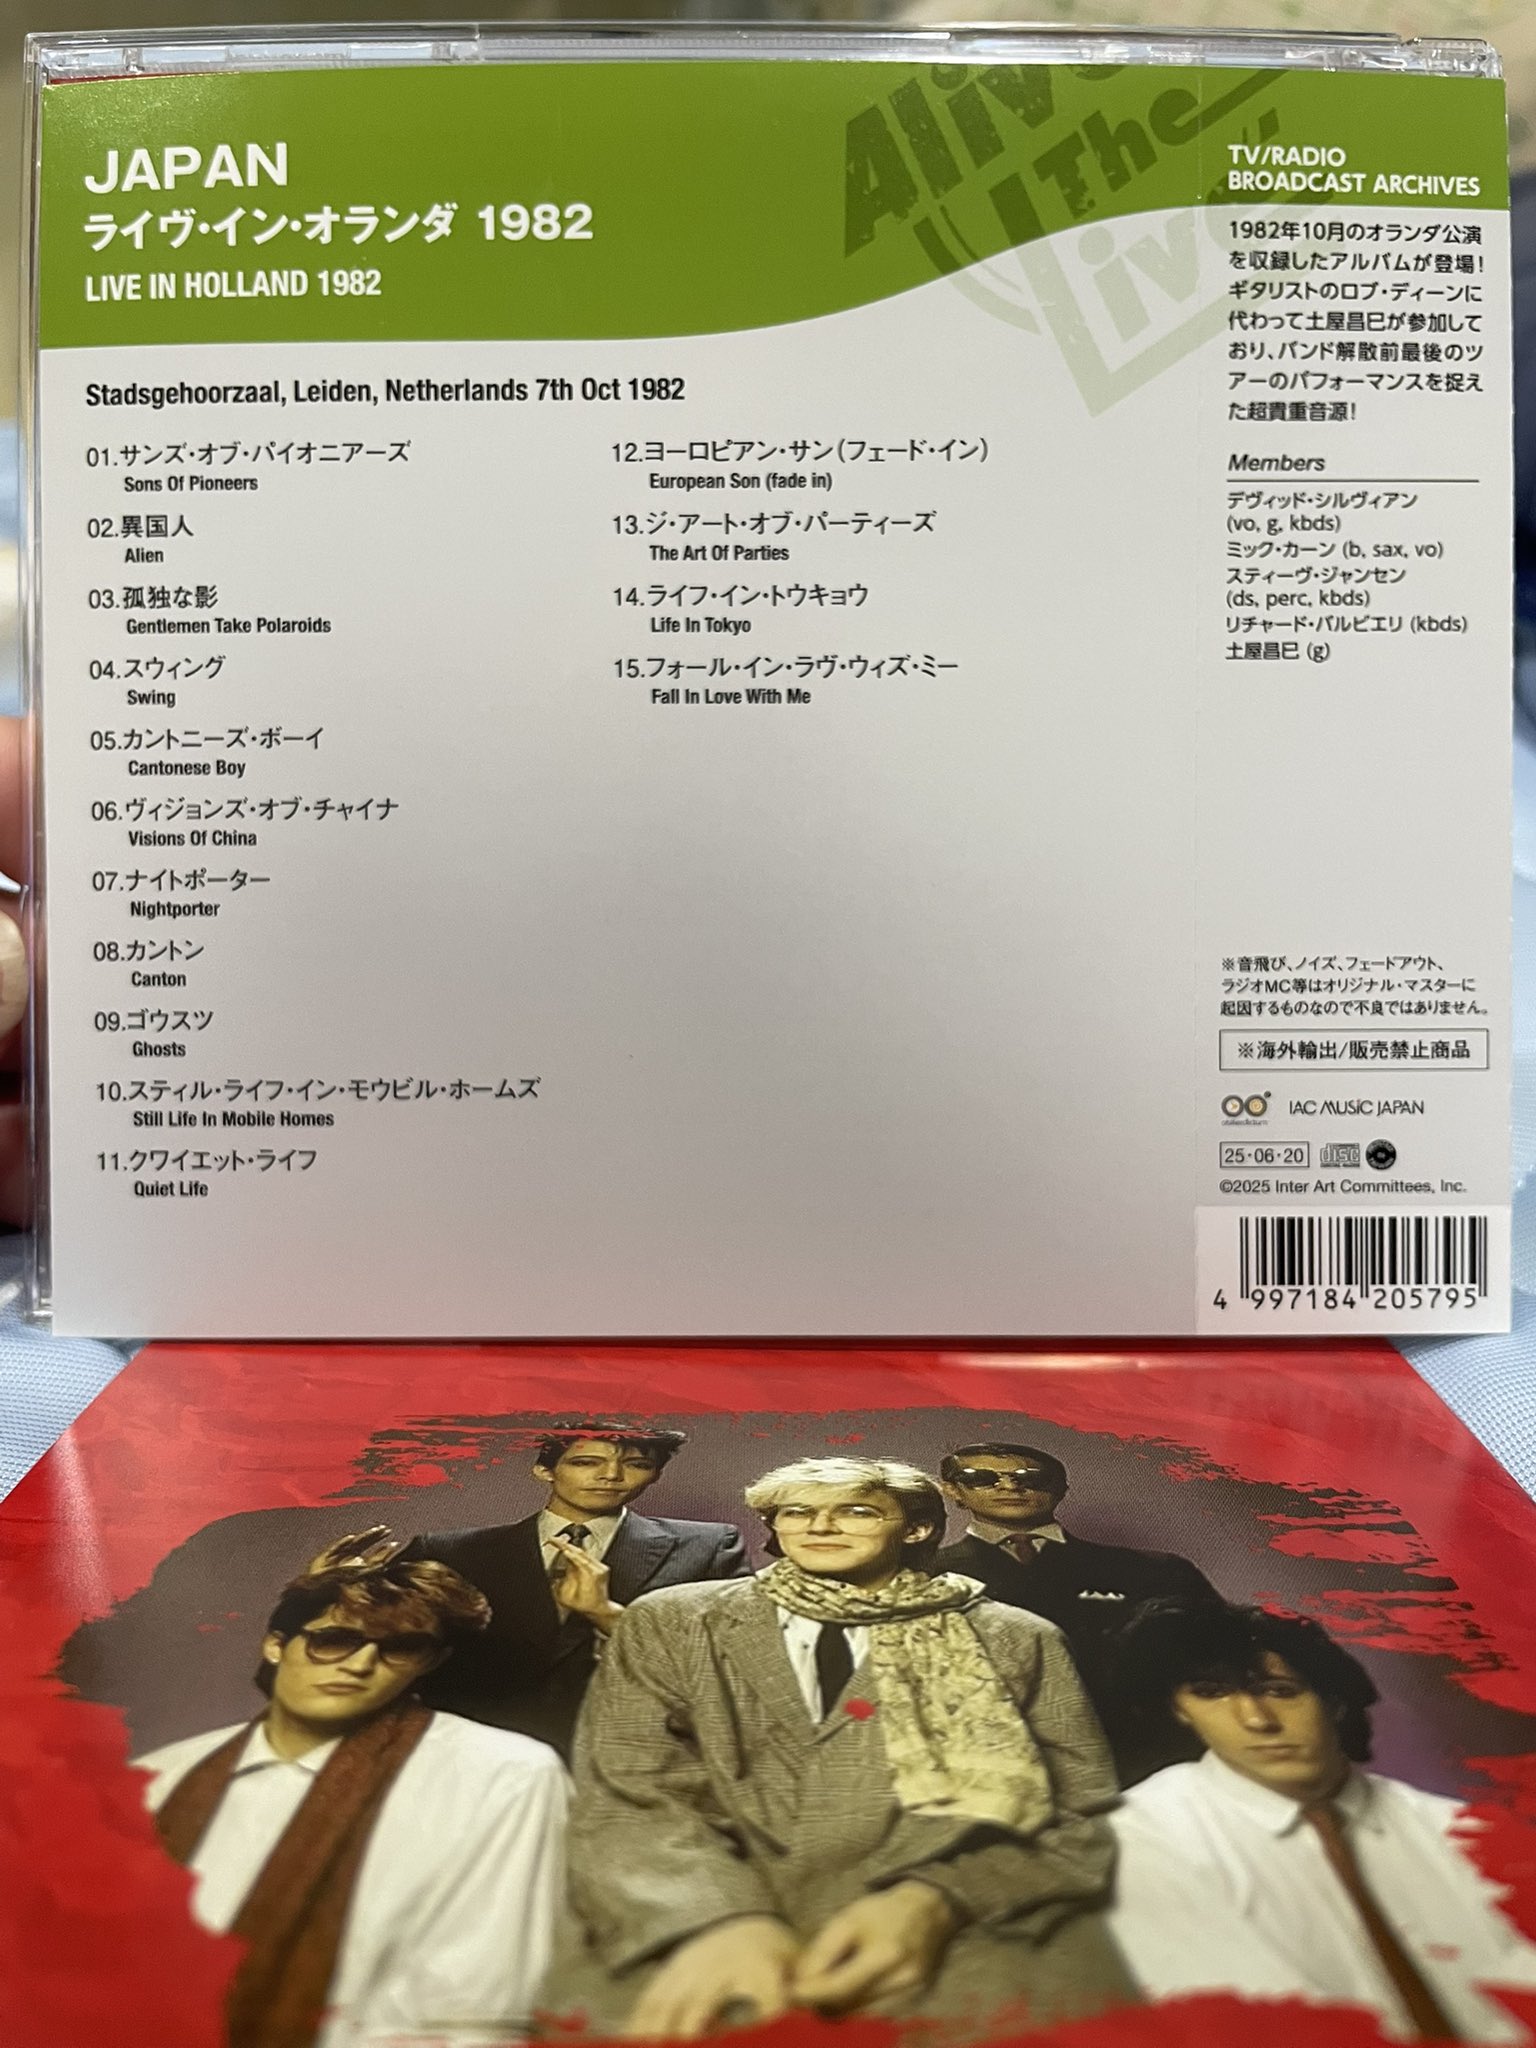 JAPAN
ライヴ・イン・オランダ 1982
LIVE IN HOLLAND 1982
Alive
The
Live
TV/RADIO
BROADCAST ARCHIVES
1982年10月のオランダ公演
を収録したアルバムが登場!
ギタリストのロブ・ディーンに
代わって土屋昌巳が参加して
おり、バンド解散前最後のツ
アーのパフォーマンスを捉え
た超貴重音源!
Members
デヴィッド・シルヴィアン
(vo, g, kbds)
ミック・カーン (b, sax, vo)
スティーヴ・ジャンセン
(ds, perc, kbds)
リチャード・バルビエリ (kbds)
土屋昌巳 (g)
Stadsgehoorzaal, Leiden, Netherlands 7th Oct 1982
01.サンズ・オブ・パイオニアーズ
Sons Of Pioneers
02.異国人
Alien
03.孤独な影
Gentlemen Take Polaroids
04.スウィング
Swing
05.カントニーズ・ボーイ
Cantonese Boy
06.ヴィジョンズ・オブ・チャイナ
Visions Of China
07.ナイトポーター
Nightporter
08.カントン
Canton
09.ゴウスツ
Ghosts
10.スティル・ライフ・イン・モウビル・ホームズ
Still Life In Mobile Homes
11.クワイエット・ライフ
Quiet Life
12.ヨーロピアン・サン(フェード・イン)
European Son (fade in)
13.ジ・アート・オブ・パーティーズ
The Art Of Parties
14.ライフ・イン・トウキョウ
Life In Tokyo
15.フォール・イン・ラヴ・ウィズ・ミー
Fall In Love With Me
※音飛び、ノイズ、フェードアウト、
ラジオMC等はオリジナル・マスターに
起因するものなので不良ではありません。
※海外輸出/販売禁止商品
IAC MUSIC JAPAN
25・06・20
disc
©2025 Inter Art Committees, Inc.
4 997184 205795